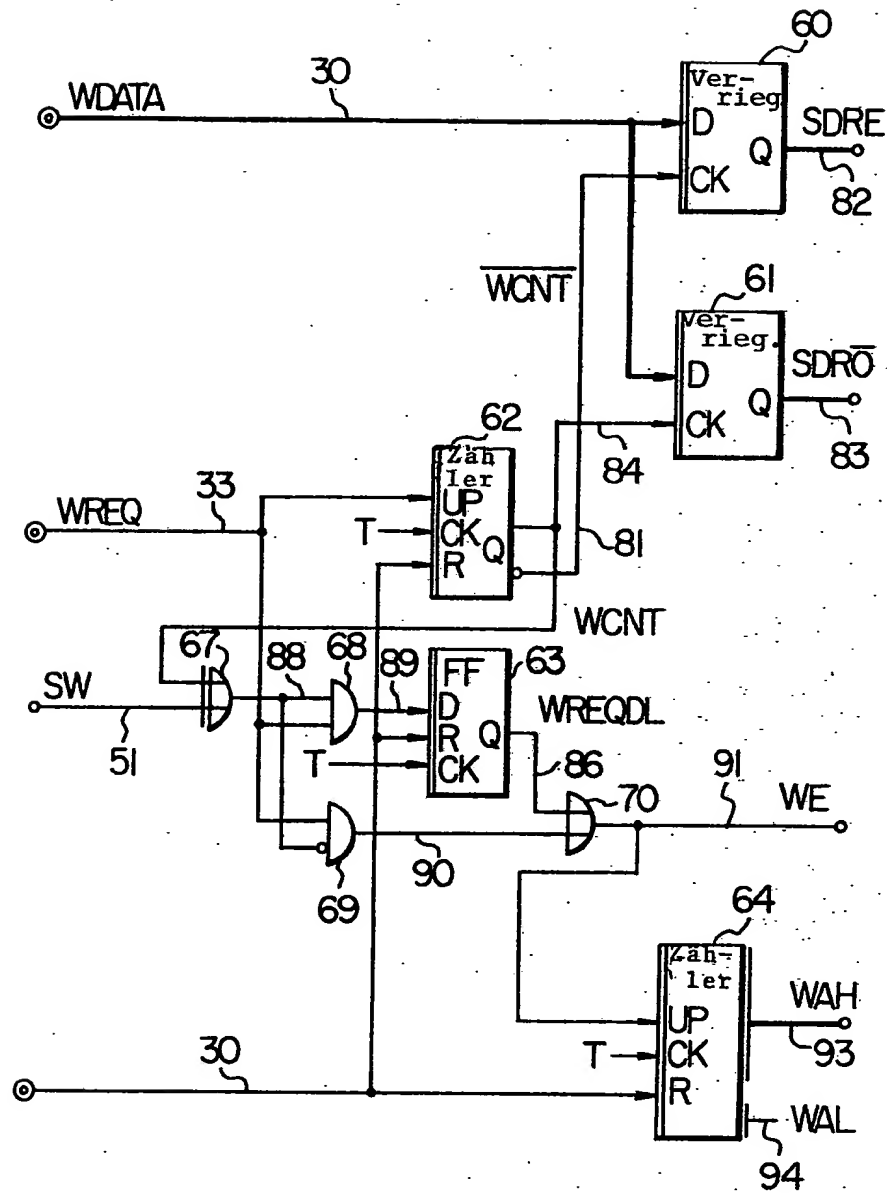 60
30
WDATA
Ver-
rieg.
D
Q
CK
SDRE
82
WCNT
61
Ver-
rieg.
D
Q
CK
SDRO
83
62
84
Zäh
ler
WREQ
33
UP
T
CK
Q
R
81
WCNT
67
68
63
88
89
FF
SW
D
WREQDL
R
Q
51
T
CK
86
70
91
WE
90
69
64
Zäh-
ler
WAH
UP
30
T
CK
93
R
WAL
94